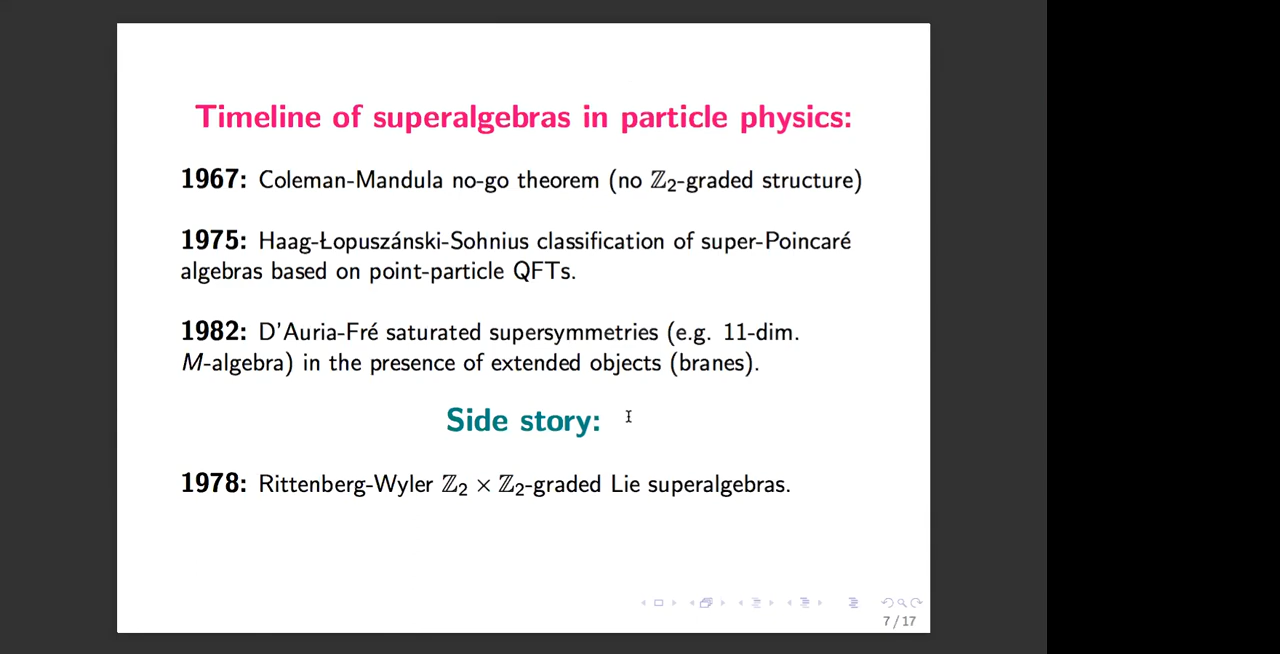 Timeline of superalgebras in particle physics:
1967: Coleman-Mandula no-go theorem (no ℤ₂-graded structure)
1975: Haag-Łopuszánski-Sohnius classification of super-Poincaré
algebras based on point-particle QFTs.
1982: D'Auria-Fré saturated supersymmetries (e.g. 11-dim.
M-algebra) in the presence of extended objects (branes).
Side story:
1978: Rittenberg-Wyler ℤ₂ × ℤ₂-graded Lie superalgebras.
7 / 17